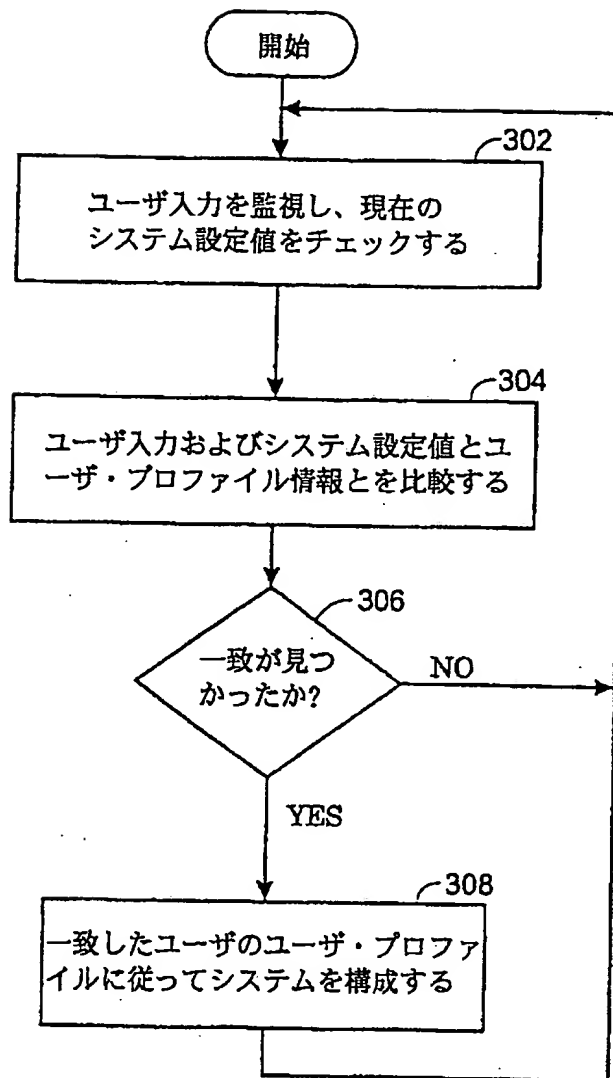 開始
302
ユーザ入力を監視し、現在の
システム設定値をチェックする
304
ユーザ入力およびシステム設定値とユ
ーザ・プロファイル情報とを比較する
306
一致が見つ
かったか?
NO
YES
308
一致したユーザのユーザ・プロファ
イルに従ってシステムを構成する